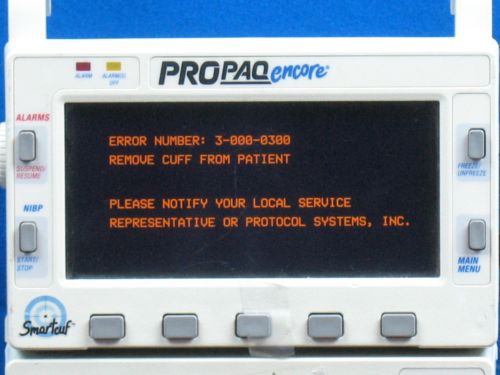 ALARM
ALARM(S) OFF
PROPAQ encore
ALARMS
SUSPEND/
RESUME
NIBP
START/
STOP
ERROR NUMBER: 3-000-0300
REMOVE CUFF FROM PATIENT
PLEASE NOTIFY YOUR LOCAL SERVICE
REPRESENTATIVE OR PROTOCOL SYSTEMS, INC.
FREEZE/
UNFREEZE
MAIN
MENU
Smartcuf